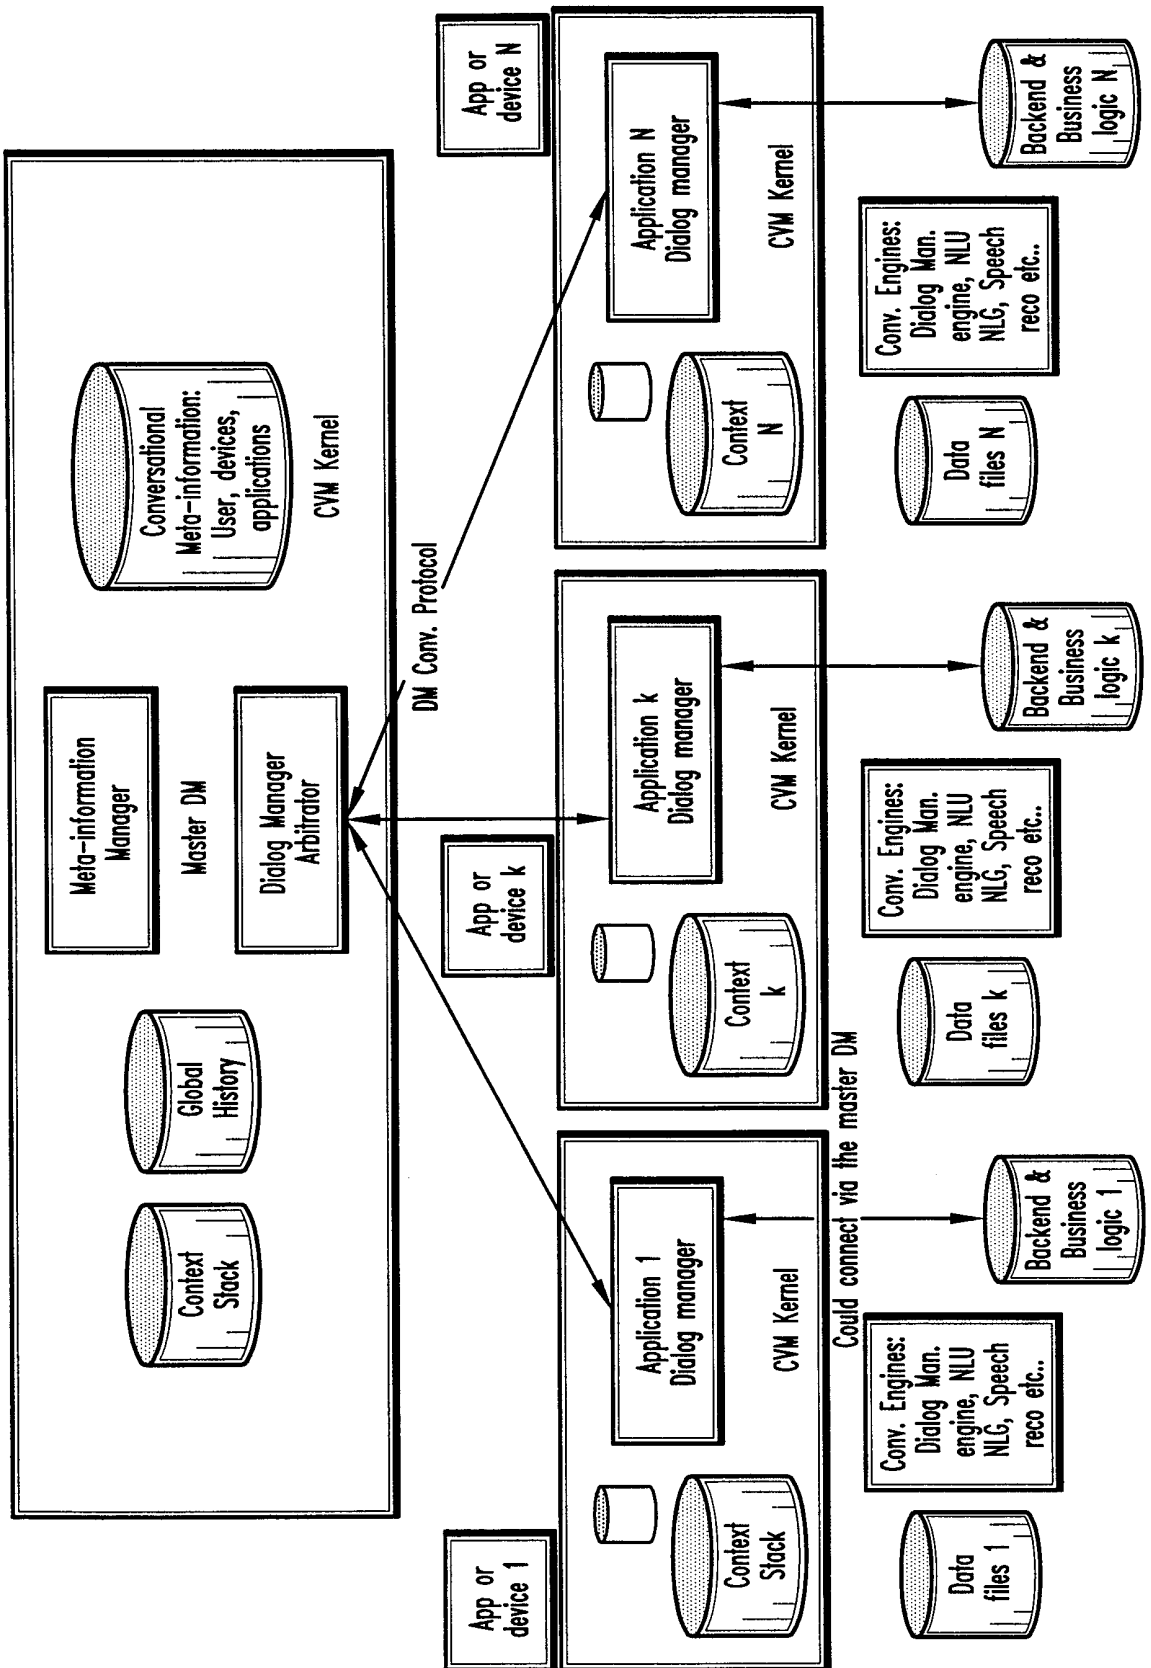 Context
Stack
Global
History
Meta-information
Manager
Master DM
Dialog Manager
Arbitrator
Conversational
Meta-information:
User, devices,
applications
CVM Kernel
DM Conv. Protocol
App or
device 1
Context
Stack
Application 1
Dialog manager
CVM Kernel
App or
device k
Context
k
Application k
Dialog manager
CVM Kernel
App or
device N
Context
N
Application N
Dialog manager
CVM Kernel
Could connect via the master DM
Data
files 1
Conv. Engines:
Dialog Man.
engine, NLU
NLG, Speech
reco etc..
Backend &
Business
logic 1
Data
files k
Conv. Engines:
Dialog Man.
engine, NLU
NLG, Speech
reco etc..
Backend &
Business
logic k
Data
files N
Conv. Engines:
Dialog Man.
engine, NLU
NLG, Speech
reco etc..
Backend &
Business
logic N